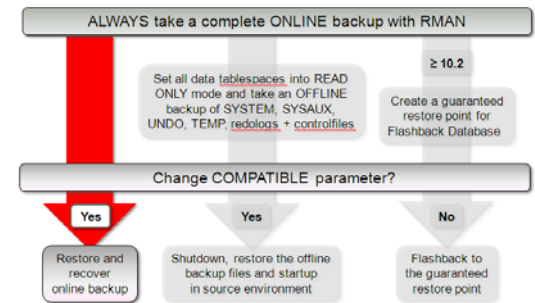 ALWAYS take a complete ONLINE backup with RMAN
Set all data tablespaces into READ
ONLY mode and take an OFFLINE
backup of SYSTEM, SYSAUX,
UNDO, TEMP, redologs + controlfiles
≥ 10.2
Create a guaranteed
restore point for
Flashback Database
Change COMPATIBLE parameter?
Yes
Yes
No
Restore and
recover
online backup
Shutdown, restore the offline
backup files and startup
in source environment
Flashback to
the guaranteed
restore point